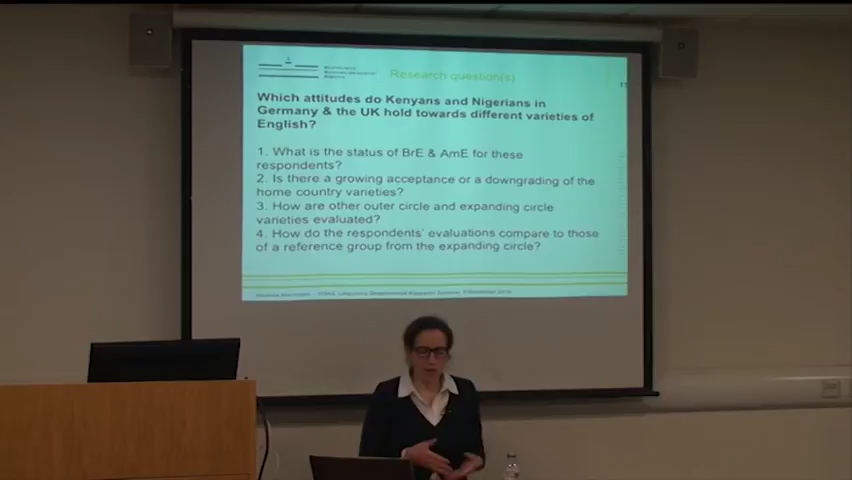 Research question(s)
11
Which attitudes do Kenyans and Nigerians in
Germany & the UK hold towards different varieties of
English?
1. What is the status of BrE & AmE for these
respondents?
2. Is there a growing acceptance or a downgrading of the
home country varieties?
3. How are other outer circle and expanding circle
varieties evaluated?
4. How do the respondents' evaluations compare to those
of a reference group from the expanding circle?